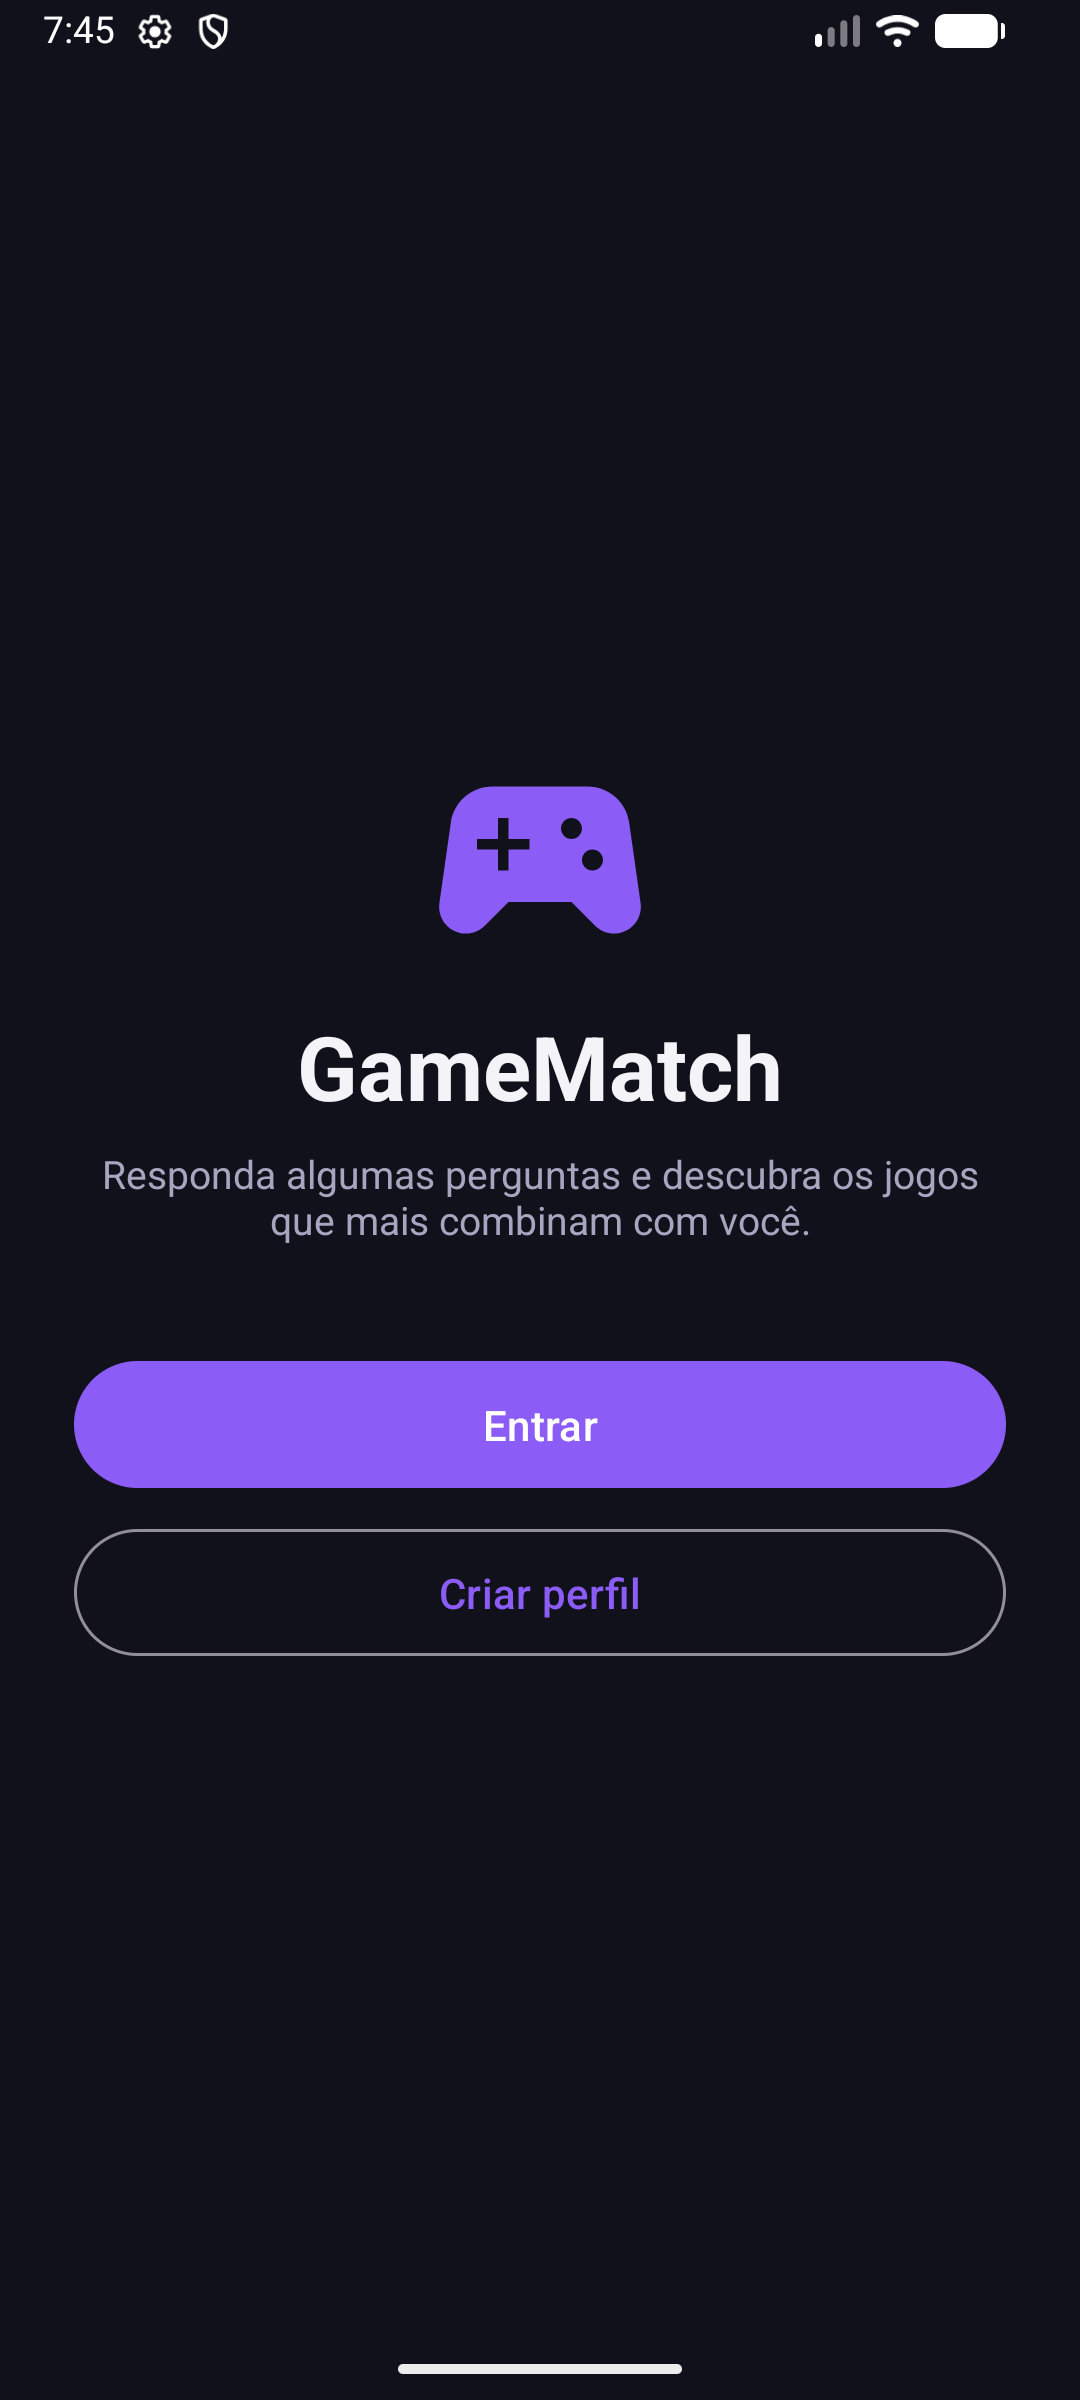 7:45
GameMatch
Responda algumas perguntas e descubra os jogos
que mais combinam com você.
Entrar
Criar perfil